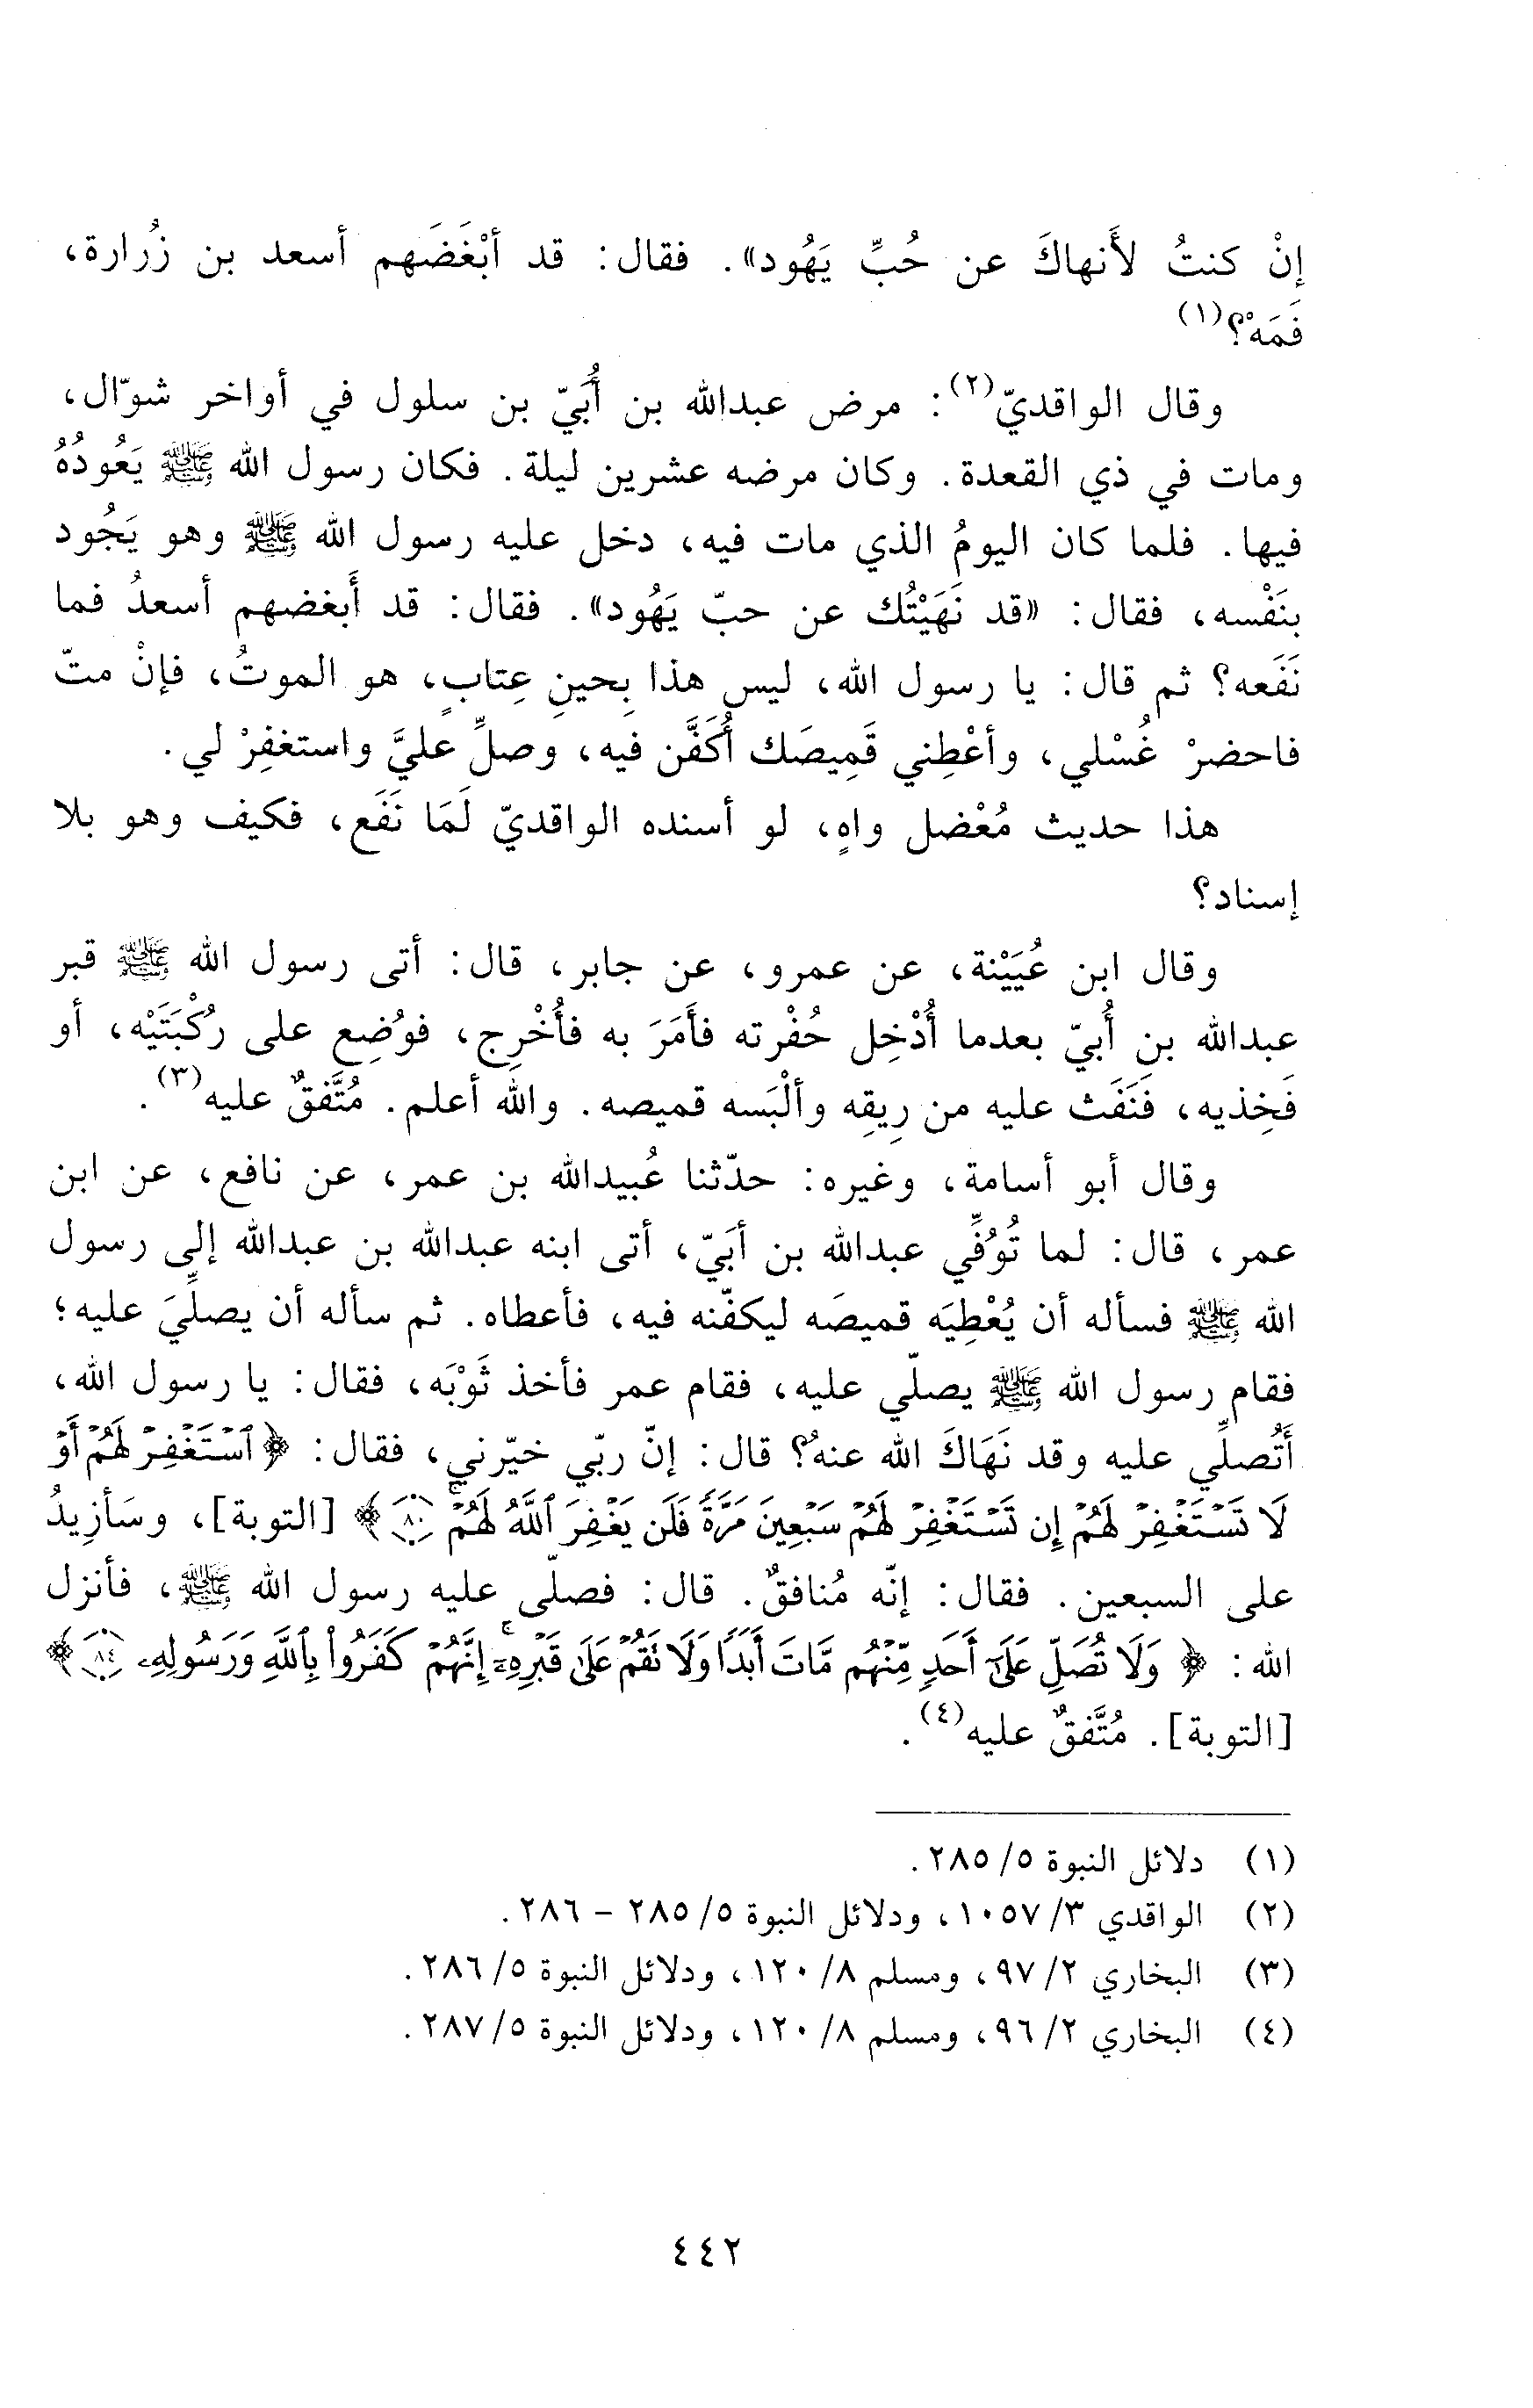 إنْ كنتُ لأَنهاكَ عن حُبِّ يَهُود». فقال: قد أبْغَضَهم أسعد بن زُرارة،
فَمَهْ؟(١)
وقال الواقديّ(٢): مرض عبدالله بن أُبَيّ بن سلول في أواخر شوّال،
ومات في ذي القعدة. وكان مرضه عشرين ليلة. فكان رسول الله ﷺ يَعُودُهُ
فيها. فلما كان اليومُ الذي مات فيه، دخل عليه رسول الله ﷺ وهو يَجُود
بنَفْسه، فقال: «قد نَهَيْتُك عن حبّ يَهُود». فقال: قد أَبغضهم أسعدُ فما
نَفَعه؟ ثم قال: يا رسول الله، ليس هذا بِحينِ عِتابٍ، هو الموتُ، فإنْ متّ
فاحضرْ غُسْلي، وأعْطِني قَمِيصَك أُكَفَّن فيه، وصلِّ عليَّ واستغفِرْ لي.
هذا حديث مُعْضل واهٍ، لو أسنده الواقديّ لَمَا نَفَع، فكيف وهو بلا
إسناد؟
وقال ابن عُيَيْنة، عن عمرو، عن جابر، قال: أتى رسول الله ﷺ قبر
عبدالله بن أُبيّ بعدما أُدْخِل حُفْرته فأَمَرَ به فأُخْرِج، فوُضِع على رُكْبَتَيْه، أو
فَخِذيه، فَنَفَث عليه من رِيقِه وألْبَسه قميصه. والله أعلم. مُتَّفقٌ عليه(٣).
وقال أبو أسامة، وغيره: حدّثنا عُبيدالله بن عمر، عن نافع، عن ابن
عمر، قال: لما تُوُفِّي عبدالله بن أبَيّ، أتى ابنه عبدالله بن عبدالله إلى رسول
الله ﷺ فسأله أن يُعْطِيَه قميصَه ليكفّنه فيه، فأعطاه. ثم سأله أن يصلِّيَ عليه؛
فقام رسول الله ﷺ يصلّي عليه، فقام عمر فأخذ ثَوْبَه، فقال: يا رسول الله،
أَتُصلِّي عليه وقد نَهَاكَ الله عنه؟ قال: إنّ ربّي خيّرني، فقال: ﴿ٱسۡتَغۡفِرۡ لَهُمۡ أَوۡ
لَا تَسۡتَغۡفِرۡ لَهُمۡ إِن تَسۡتَغۡفِرۡ لَهُمۡ سَبۡعِينَ مَرَّةٗ فَلَن يَغۡفِرَ ٱللَّهُ لَهُمۡۚ ٨٠﴾ [التوبة]، وسَأزِيدُ
على السبعين. فقال: إنّه مُنافقٌ. قال: فصلّى عليه رسول الله ﷺ، فأنزل
الله: ﴿وَلَا تُصَلِّ عَلَىٰٓ أَحَدٖ مِّنۡهُم مَّاتَ أَبَدٗا وَلَا تَقُمۡ عَلَىٰ قَبۡرِهِۦٓۚ إِنَّهُمۡ كَفَرُواْ بِٱللَّهِ وَرَسُولِهِۦ ٨٤﴾
[التوبة]. مُتَّفقٌ عليه(٤).
(١) دلائل النبوة ٥/ ٢٨٥.
(٢) الواقدي ٣/ ١٠٥٧، ودلائل النبوة ٥/ ٢٨٥ - ٢٨٦.
(٣) البخاري ٢/ ٩٧، ومسلم ٨/ ١٢٠، ودلائل النبوة ٥/ ٢٨٦.
(٤) البخاري ٢/ ٩٦، ومسلم ٨/ ١٢٠، ودلائل النبوة ٥/ ٢٨٧.
٤٤٢